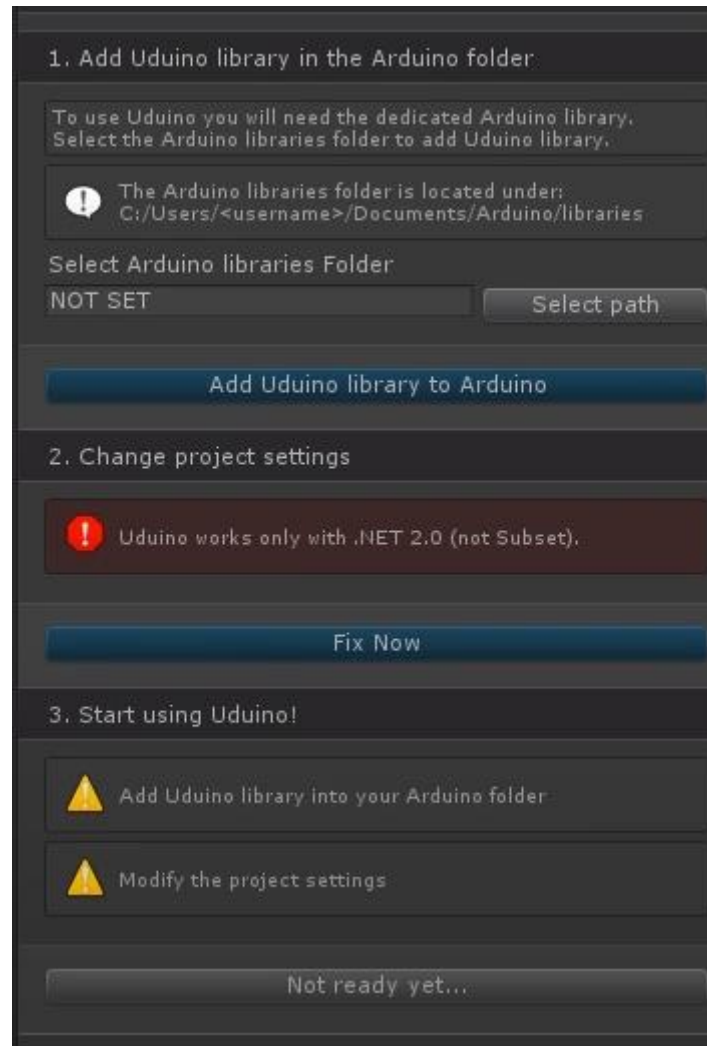 1. Add Uduino library in the Arduino folder
To use Uduino you will need the dedicated Arduino library.
Select the Arduino libraries folder to add Uduino library.
The Arduino libraries folder is located under:
C:/Users/<username>/Documents/Arduino/libraries
Select Arduino libraries Folder
NOT SET
Select path
Add Uduino library to Arduino
2. Change project settings
Uduino works only with .NET 2.0 (not Subset).
Fix Now
3. Start using Uduino!
Add Uduino library into your Arduino folder
Modify the project settings
Not ready yet...